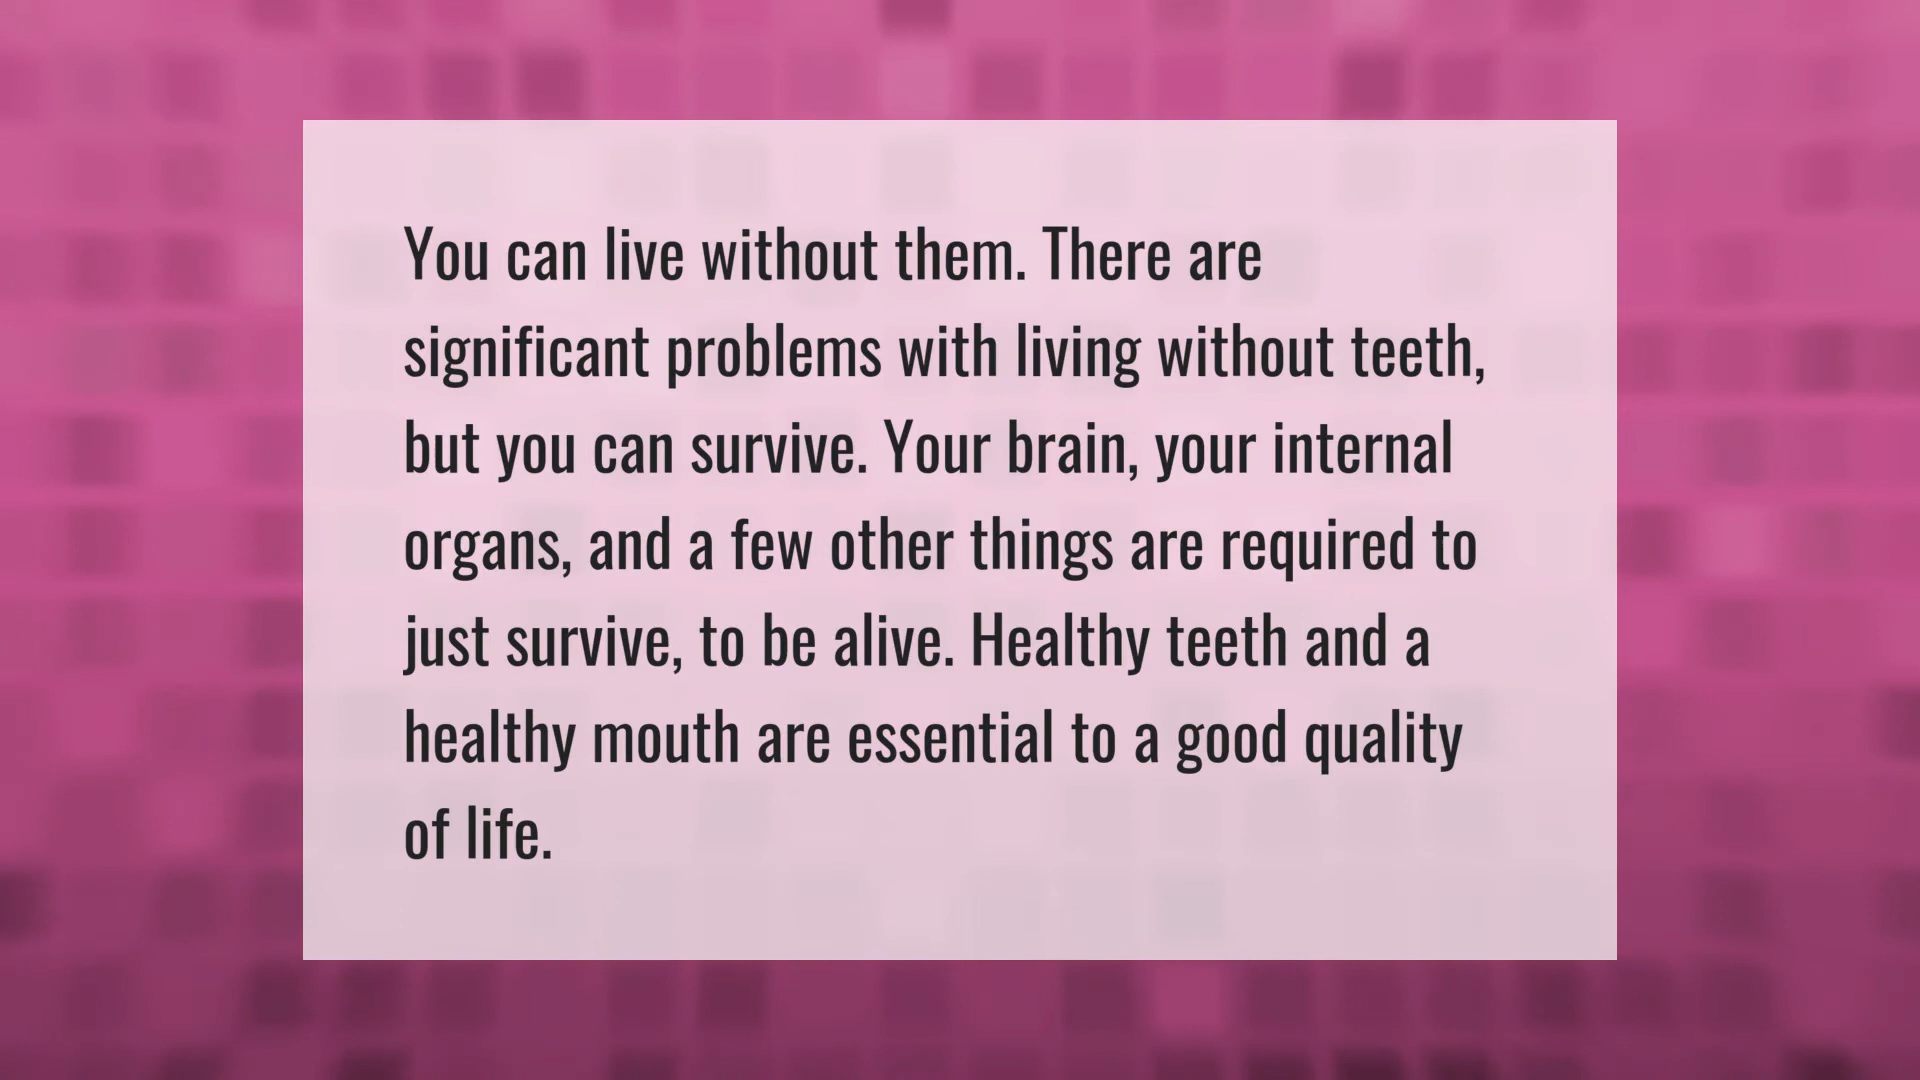 You can live without them. There are
significant problems with living without teeth,
but you can survive. Your brain, your internal
organs, and a few other things are required to
just survive, to be alive. Healthy teeth and a
healthy mouth are essential to a good quality
of life.